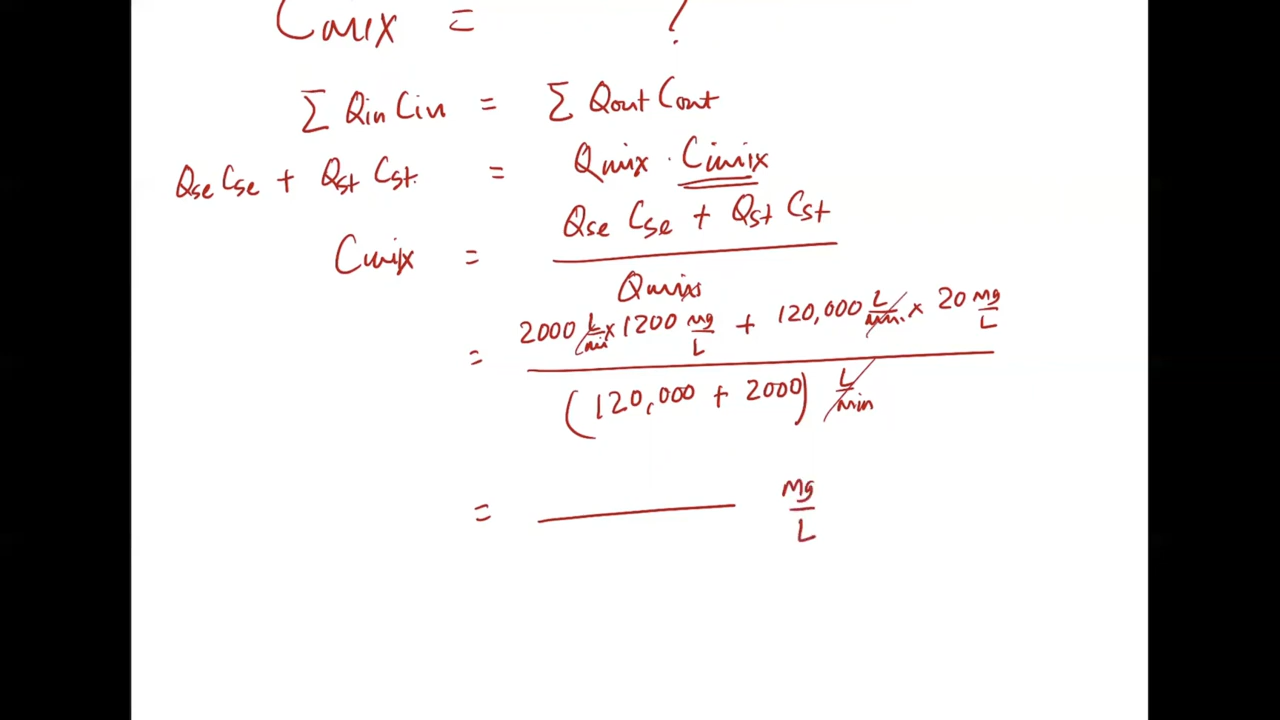 Cmix = ?
Σ Qin Cin = Σ Qout Cout
Qse Cse + Qst Cst = Qmix · Cmix
Cmix = Qse Cse + Qst Cst
Qmix
= 2000 L/min x 1200 mg/L + 120,000 L/min. x 20 mg/L
(120,000 + 2000) L/min
= ______ mg/L